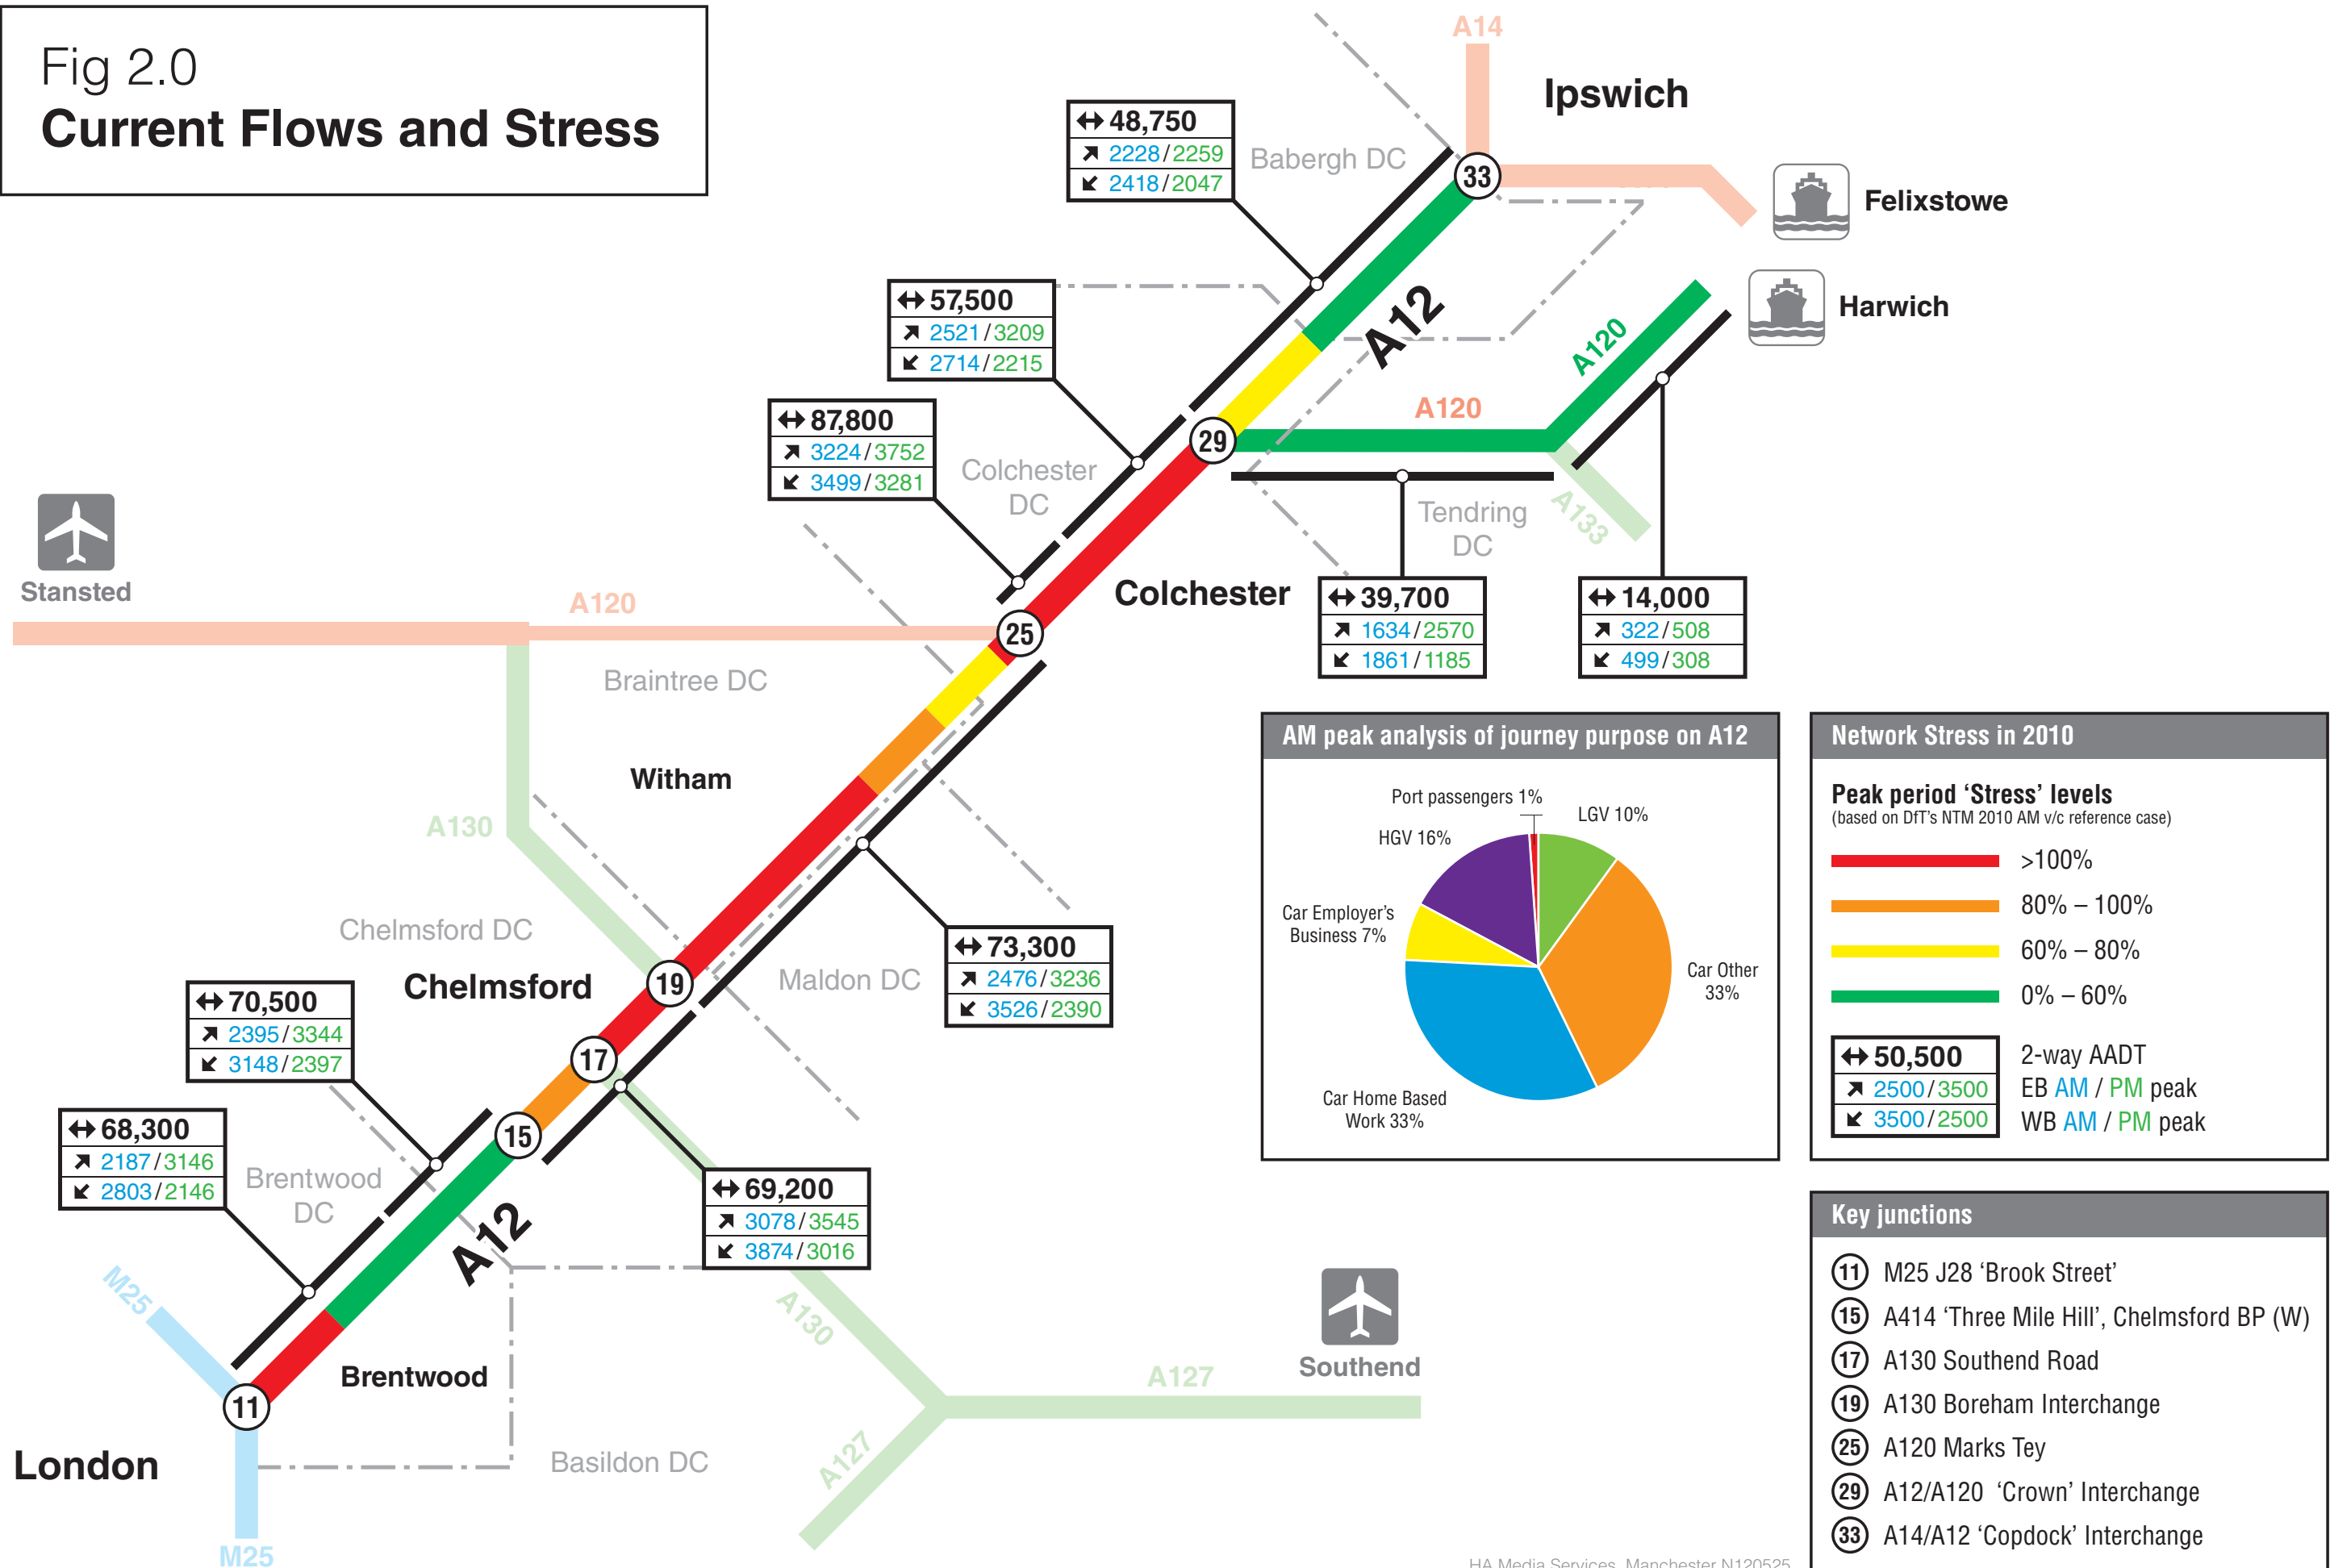 Fig 2.0
Current Flows and Stress
A14
Ipswich
48,750
2228/2259
2418/2047
Babergh DC
33
Felixstowe
Harwich
57,500
2521/3209
2714/2215
A12
A120
A120
87,800
3224/3752
3499/3281
Colchester
DC
29
Tendring
DC
A133
Stansted
A120
Colchester
25
39,700
1634/2570
1861/1185
14,000
322/508
499/308
Braintree DC
Witham
A130
Chelmsford DC
Chelmsford
19
Maldon DC
73,300
2476/3236
3526/2390
70,500
2395/3344
3148/2397
17
15
68,300
2187/3146
2803/2146
Brentwood
DC
69,200
3078/3545
3874/3016
A12
M25
A130
Southend
Brentwood
A127
11
London
Basildon DC
A127
M25
AM peak analysis of journey purpose on A12
Port passengers 1%
LGV 10%
HGV 16%
Car Employer's
Business 7%
Car Other
33%
Car Home Based
Work 33%
Network Stress in 2010
Peak period ‘Stress’ levels
(based on DfT's NTM 2010 AM v/c reference case)
>100%
80% – 100%
60% – 80%
0% – 60%
50,500 2-way AADT
2500/3500 EB AM / PM peak
3500/2500 WB AM / PM peak
Key junctions
11 M25 J28 ‘Brook Street’
15 A414 ‘Three Mile Hill’, Chelmsford BP (W)
17 A130 Southend Road
19 A130 Boreham Interchange
25 A120 Marks Tey
29 A12/A120 ‘Crown’ Interchange
33 A14/A12 ‘Copdock’ Interchange
HA Media Services, Manchester N120525